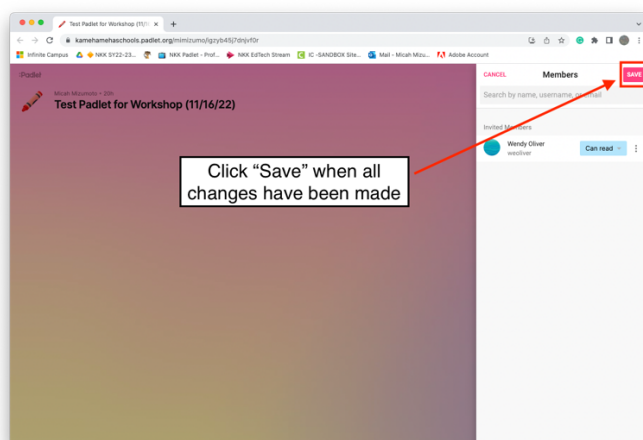 Test Padlet for Workshop (11/1
kamehamehaschools.padlet.org/mimizumo/igzyb45j7dnjvf0r
Infinite Campus
NKK SY22-23...
NKK Padlet - Prof...
NKK EdTech Stream
IC -SANDBOX Site...
Mail - Micah Mizu...
Adobe Account
:Padlet
Micah Mizumoto • 20h
Test Padlet for Workshop (11/16/22)
CANCEL
Members
SAVE
Search by name, username, or email
Invited Members
Wendy Oliver
weoliver
Can read
Click “Save” when all
changes have been made